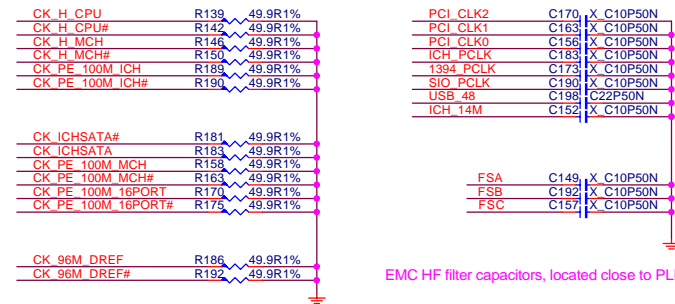 CK_H_CPU R139 49.9R1%
CK_H_CPU# R142 49.9R1%
CK_H_MCH R146 49.9R1%
CK_H_MCH# R150 49.9R1%
CK_PE_100M_ICH R189 49.9R1%
CK_PE_100M_ICH# R190 49.9R1%
CK_ICHSATA# R181 49.9R1%
CK_ICHSATA R183 49.9R1%
CK_PE_100M_MCH R158 49.9R1%
CK_PE_100M_MCH# R163 49.9R1%
CK_PE_100M_16PORT R170 49.9R1%
CK_PE_100M_16PORT# R175 49.9R1%
CK_96M_DREF R186 49.9R1%
CK_96M_DREF# R192 49.9R1%
PCI_CLK2 C170 X_C10P50N
PCI_CLK1 C163 X_C10P50N
PCI_CLK0 C156 X_C10P50N
ICH_PCLK C183 X_C10P50N
1394_PCLK C173 X_C10P50N
SIO_PCLK C190 X_C10P50N
USB_48 C198 C22P50N
ICH_14M C152 X_C10P50N
FSA C149 X_C10P50N
FSB C192 X_C10P50N
FSC C157 X_C10P50N
EMC HF filter capacitors, located close to PL